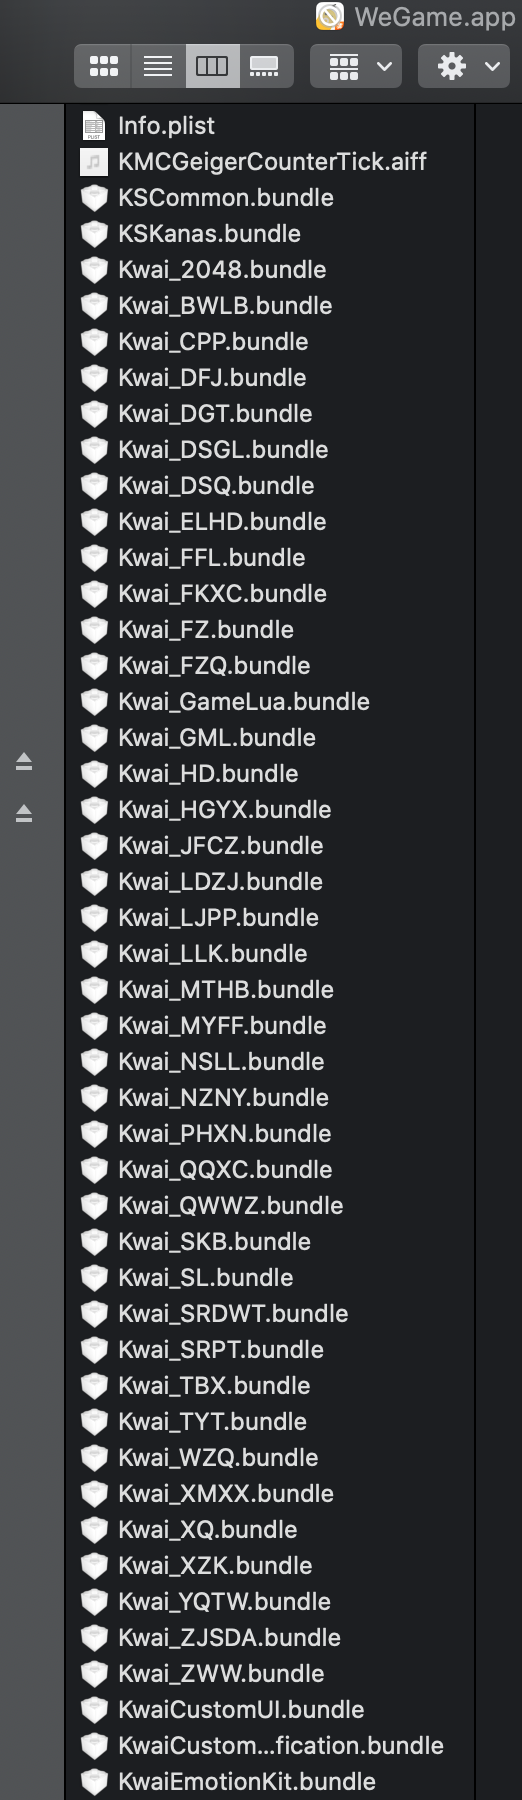 WeGame.app
Info.plist
KMCGeigerCounterTick.aiff
KSCommon.bundle
KSKanas.bundle
Kwai_2048.bundle
Kwai_BWLB.bundle
Kwai_CPP.bundle
Kwai_DFJ.bundle
Kwai_DGT.bundle
Kwai_DSGL.bundle
Kwai_DSQ.bundle
Kwai_ELHD.bundle
Kwai_FFL.bundle
Kwai_FKXC.bundle
Kwai_FZ.bundle
Kwai_FZQ.bundle
Kwai_GameLua.bundle
Kwai_GML.bundle
Kwai_HD.bundle
Kwai_HGYX.bundle
Kwai_JFCZ.bundle
Kwai_LDZJ.bundle
Kwai_LJPP.bundle
Kwai_LLK.bundle
Kwai_MTHB.bundle
Kwai_MYFF.bundle
Kwai_NSLL.bundle
Kwai_NZNY.bundle
Kwai_PHXN.bundle
Kwai_QQXC.bundle
Kwai_QWWZ.bundle
Kwai_SKB.bundle
Kwai_SL.bundle
Kwai_SRDWT.bundle
Kwai_SRPT.bundle
Kwai_TBX.bundle
Kwai_TYT.bundle
Kwai_WZQ.bundle
Kwai_XMXX.bundle
Kwai_XQ.bundle
Kwai_XZK.bundle
Kwai_YQTW.bundle
Kwai_ZJSDA.bundle
Kwai_ZWW.bundle
KwaiCustomUI.bundle
KwaiCustom...fication.bundle
KwaiEmotionKit.bundle